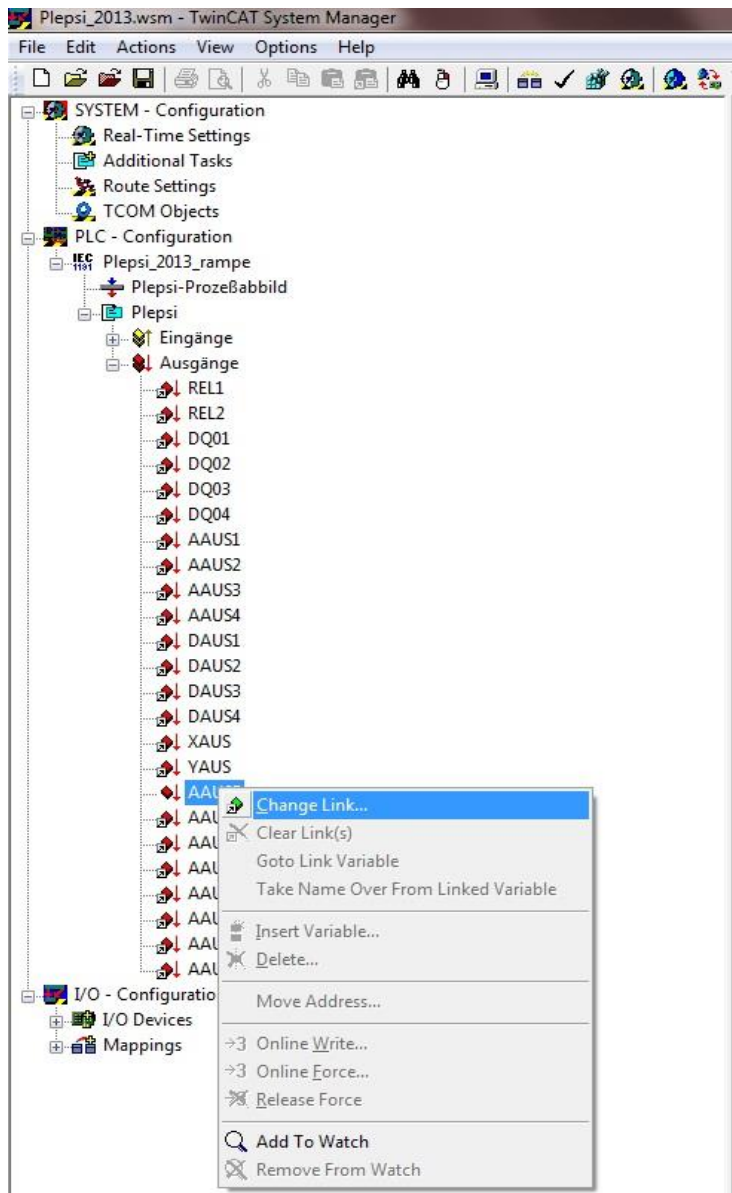 Plepsi_2013.wsm - TwinCAT System Manager
File Edit Actions View Options Help
SYSTEM - Configuration
Real-Time Settings
Additional Tasks
Route Settings
TCOM Objects
PLC - Configuration
IEC 1131 Plepsi_2013_rampe
Plepsi-Prozeßabbild
Plepsi
Eingänge
Ausgänge
REL1
REL2
DQ01
DQ02
DQ03
DQ04
AAUS1
AAUS2
AAUS3
AAUS4
DAUS1
DAUS2
DAUS3
DAUS4
XAUS
YAUS
Change Link...
Clear Link(s)
Goto Link Variable
Take Name Over From Linked Variable
Insert Variable...
Delete...
I/O - Configuratio
Move Address...
I/O Devices
Mappings
Online Write...
Online Force...
Release Force
Add To Watch
Remove From Watch